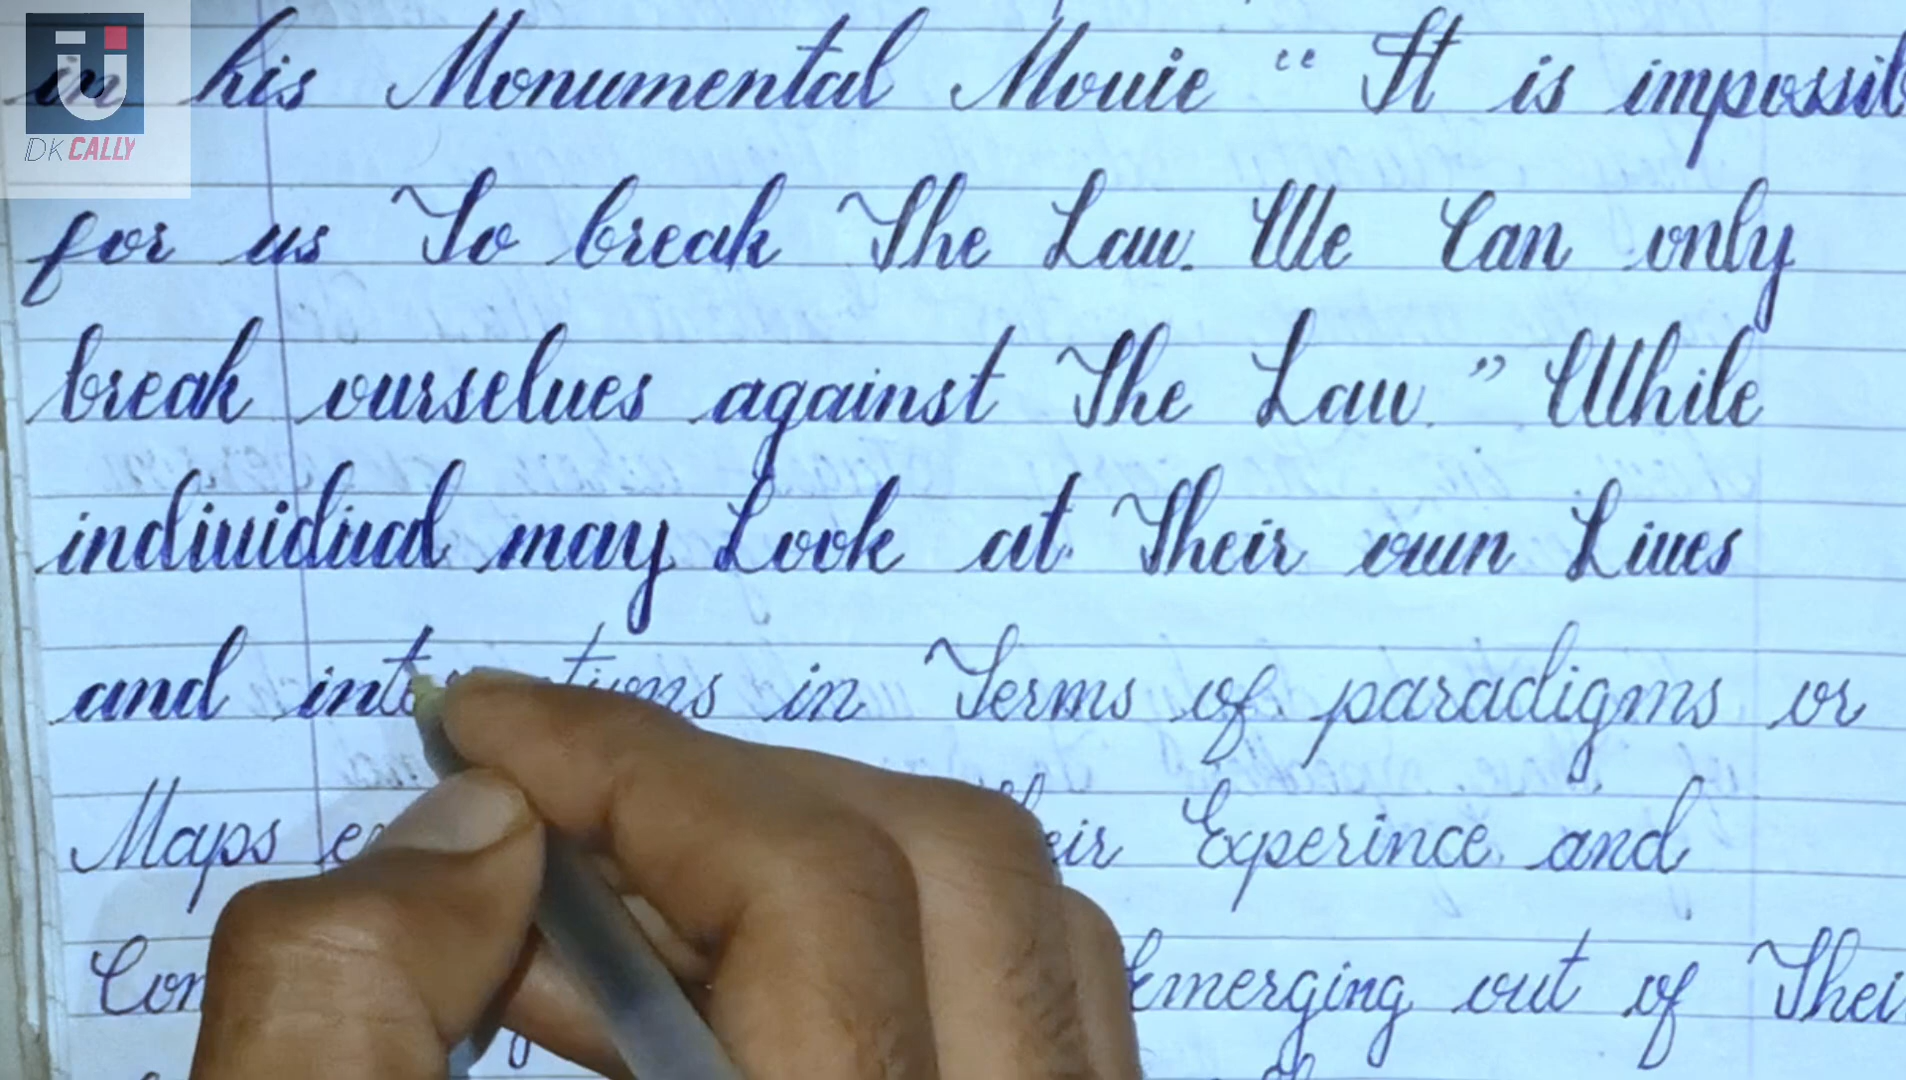 in his Monumental Movie “ It is impossib
for us To break The Law. We Can only
break ourselves against The Law. ” While
individual may Look at Their own Lives
and in Terms of paradigms or
Maps Experince and
Emerging out of Thei
DK CALLY